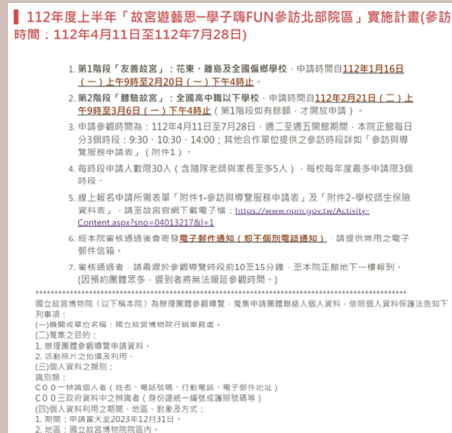 112年度上半年「故宮遊藝思─學子嗨FUN參訪北部院區」實施計畫(參訪
時間：112年4月11日至112年7月28日)
1. 第1階段「友善故宮」：花東、離島及全國偏鄉學校，申請時間自112年1月16日
（一）上午9時至2月20日（一）下午4時止。
2. 第2階段「體驗故宮」：全國高中職以下學校，申請時間自112年2月21日（二）上
午9時至3月6日（一）下午4時止（第1階段如有餘額，才開放申請）。
3. 申請參觀時間為：112年4月11日至7月28日，週二至週五開館期間，本院正館每日
分3個時段：9:10；10:30；14:00；其他合作單位提供之參訪時段詳如「參訪與導
覽服務申請表」（附件1）。
4. 每時段申請人數限30人（含隨隊老師與家長至多5人），每校每年度最多申請限3個
時段。
5. 線上報名申請所需表單「附件1-參訪與導覽服務申請表」及「附件2-學校師生保險
資料表」，請至故宮官網下載電子檔：https://www.npm.gov.tw/Activity-
Content.aspx?sno=04013217&l=1
6. 經本院審核通過後會寄發電子郵件通知（恕不個別電話通知），請提供常用之電子
郵件信箱。
7. 審核通過者，請最遲於參觀導覽時段前10至15分鐘，至本院正館地下一樓報到。
(因預約團體眾多，遲到者將無法順延參觀時間。)
國立故宮博物院（以下稱本院）為辦理團體參觀導覽，蒐集申請團體聯絡人個人資料，依照個人資料保護法告知下
列事項：
(一)機關或單位名稱：國立故宮博物院行銷業務處。
(二)蒐集之目的：
1. 辦理團體參觀導覽申請資料。
2. 活動照片之拍攝及利用。
(三)個人資料之類別：
識別類：
C００一辨識個人者（姓名、電話號碼、行動電話、電子郵件地址）
C００三政府資料中之辨識者（身份證統一編號或護照號碼等）
(四)個人資料利用之期間、地區、對象及方式：
1. 期間：申請當天至2023年12月31日。
2. 地區：國立故宮博物院院區內。